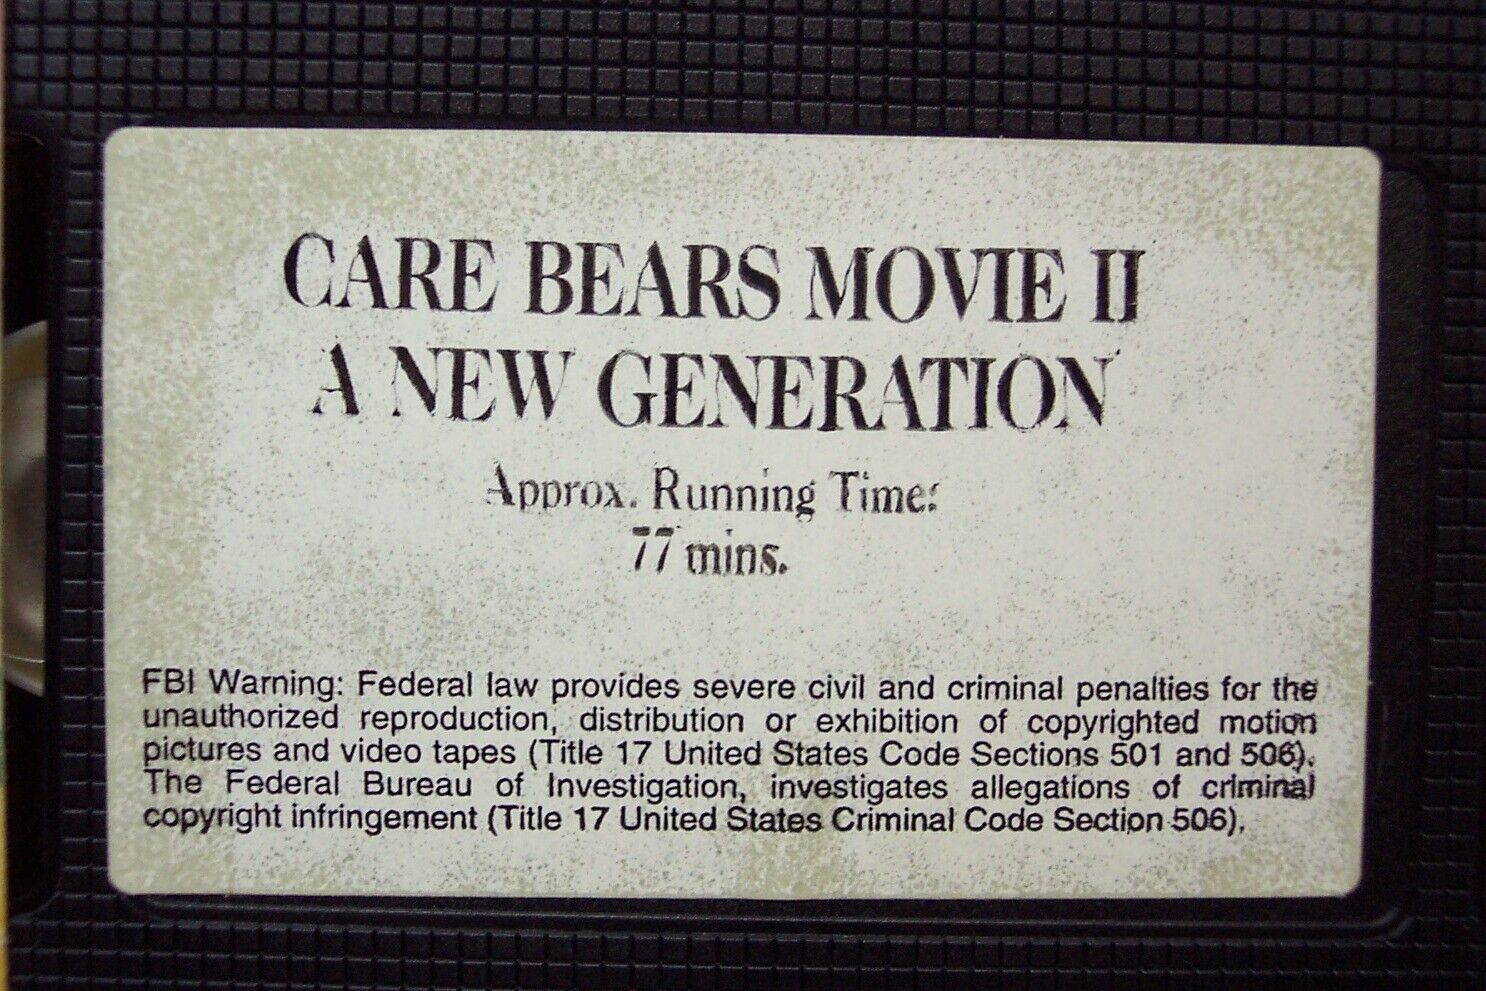 CARE BEARS MOVIE II
A NEW GENERATION
Approx. Running Time:
77 mins.
FBI Warning: Federal law provides severe civil and criminal penalties for the
unauthorized reproduction, distribution or exhibition of copyrighted motion
pictures and video tapes (Title 17 United States Code Sections 501 and 506).
The Federal Bureau of Investigation, investigates allegations of criminal
copyright infringement (Title 17 United States Criminal Code Section 506).